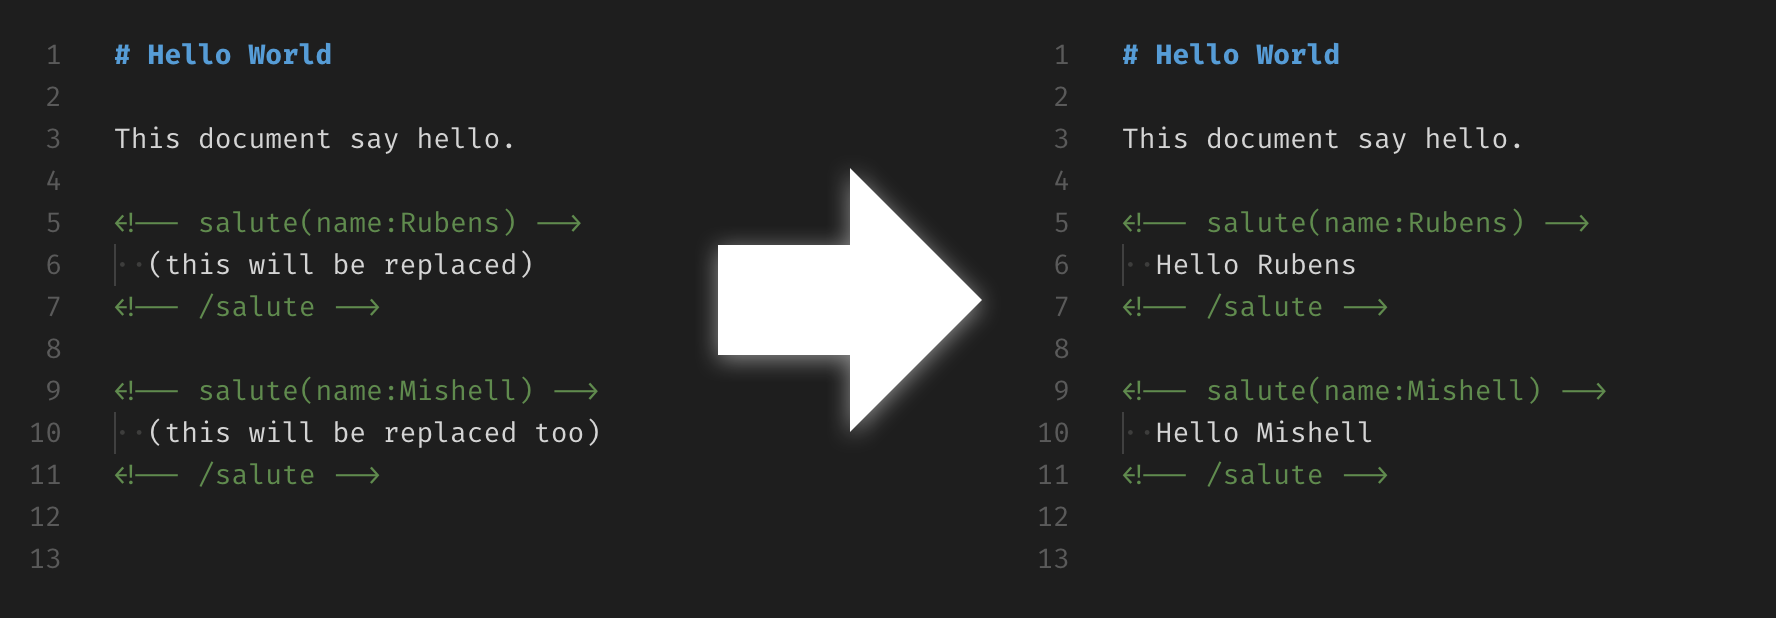 1 # Hello World
2
3 This document say hello.
4
5 <!-- salute(name:Rubens) -->
6   (this will be replaced)
7 <!-- /salute -->
8
9 <!-- salute(name:Mishell) -->
10   (this will be replaced too)
11 <!-- /salute -->
12
13
1 # Hello World
2
3 This document say hello.
4
5 <!-- salute(name:Rubens) -->
6   Hello Rubens
7 <!-- /salute -->
8
9 <!-- salute(name:Mishell) -->
10   Hello Mishell
11 <!-- /salute -->
12
13